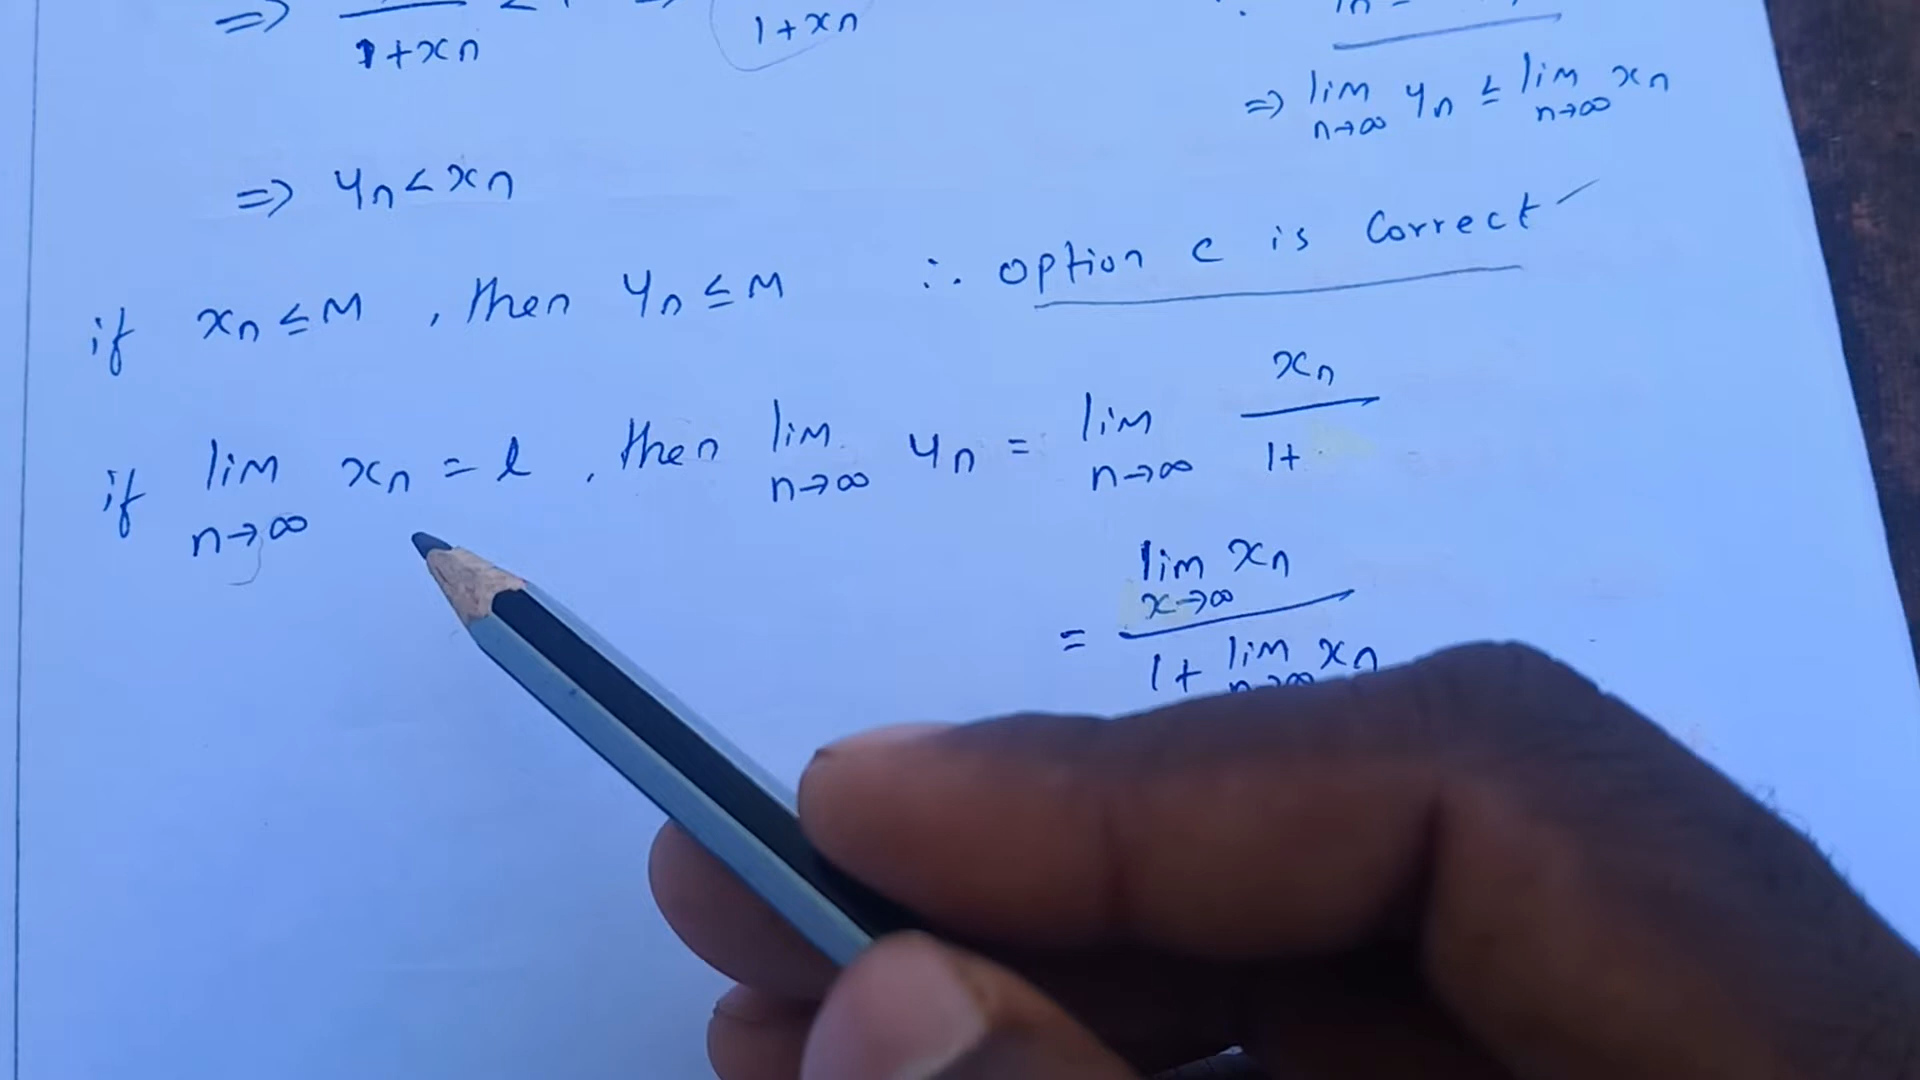 => 1+xn < 1+xn
=> lim n→∞ yn ≤ lim n→∞ xn
=> yn < xn
if xn ≤ M , then yn ≤ M ∴ option c is Correct
if lim n→∞ xn = l , then lim n→∞ yn = lim n→∞ xn / 1+
= lim x→∞ xn / 1 + lim n→∞ xn